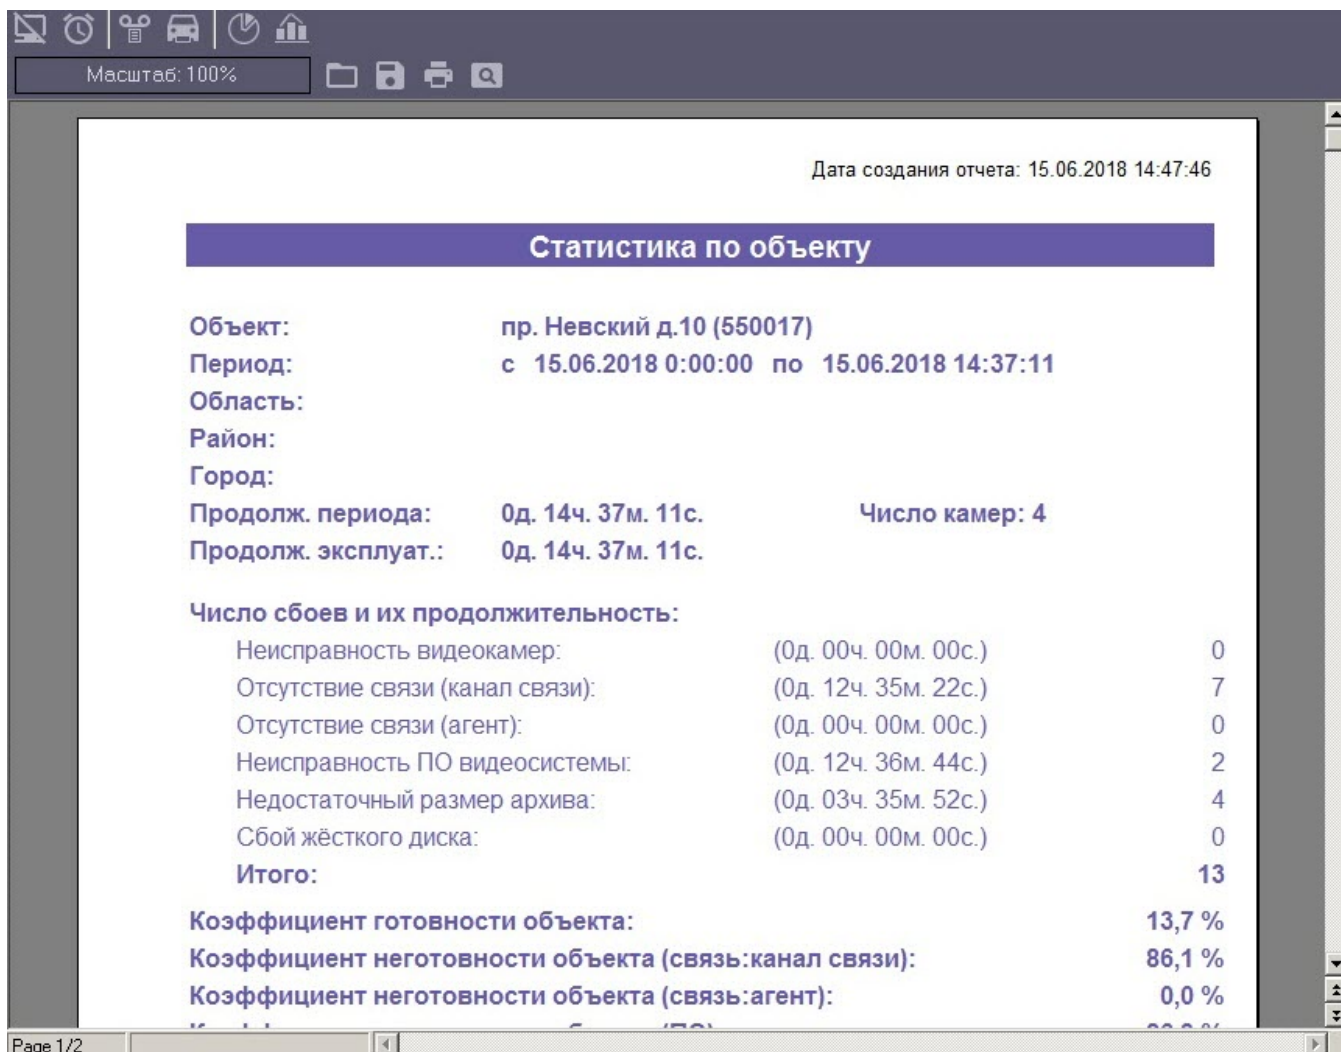 Масштаб: 100%
Дата создания отчета: 15.06.2018 14:47:46
Статистика по объекту
Объект: пр. Невский д.10 (550017)
Период: с 15.06.2018 0:00:00 по 15.06.2018 14:37:11
Область:
Район:
Город:
Продолж. периода: 0д. 14ч. 37м. 11с. Число камер: 4
Продолж. эксплуат.: 0д. 14ч. 37м. 11с.
Число сбоев и их продолжительность:
Неисправность видеокамер: (0д. 00ч. 00м. 00с.) 0
Отсутствие связи (канал связи): (0д. 12ч. 35м. 22с.) 7
Отсутствие связи (агент): (0д. 00ч. 00м. 00с.) 0
Неисправность ПО видеосистемы: (0д. 12ч. 36м. 44с.) 2
Недостаточный размер архива: (0д. 03ч. 35м. 52с.) 4
Сбой жёсткого диска: (0д. 00ч. 00м. 00с.) 0
Итого: 13
Коэффициент готовности объекта: 13,7 %
Коэффициент неготовности объекта (связь:канал связи): 86,1 %
Коэффициент неготовности объекта (связь:агент): 0,0 %
Page 1/2